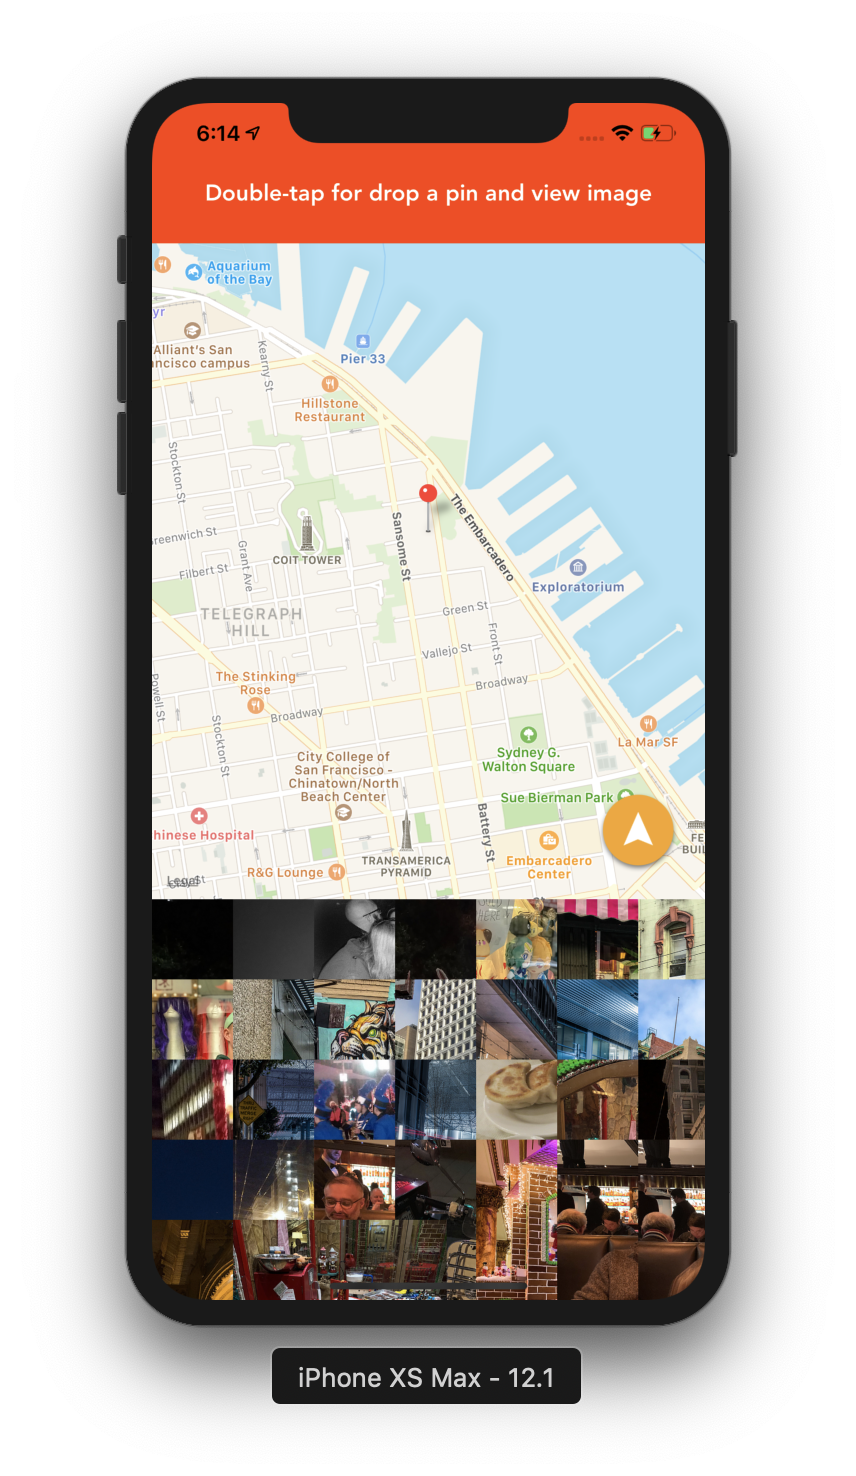 6:14
Double-tap for drop a pin and view image
Aquarium
of the Bay
yr
Alliant's San
ncisco campus
Kearny St
Pier 33
Hillstone
Restaurant
Stockton St
reenwich St
Grant Ave
Filbert St
COIT TOWER
Sansome St
The Embarcadero
Exploratorium
TELEGRAPH
HILL
Green St
Front St
Vallejo St
The Stinking
Rose
Broadway
Powell St
Broadway
Stockton St
La Mar SF
Sydney G.
Walton Square
City College of
San Francisco -
Chinatown/North
Beach Center
Sue Bierman Park
hinese Hospital
Battery St
FE
BUIL
TRANSAMERICA
PYRAMID
Embarcadero
Center
R&G Lounge
Legal
Clay St
iPhone XS Max - 12.1